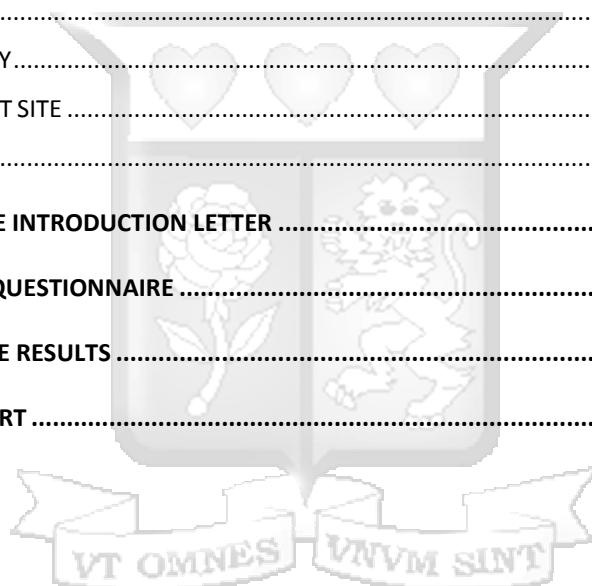 ..........................................................................................
Y..........................................................................................
T SITE ..........................................................................................
..........................................................................................
E INTRODUCTION LETTER ..........................................................
QUESTIONNAIRE ..........................................................................
E RESULTS ......................................................................................
RT ..................................................................................................
VT OMNES VNVM SINT